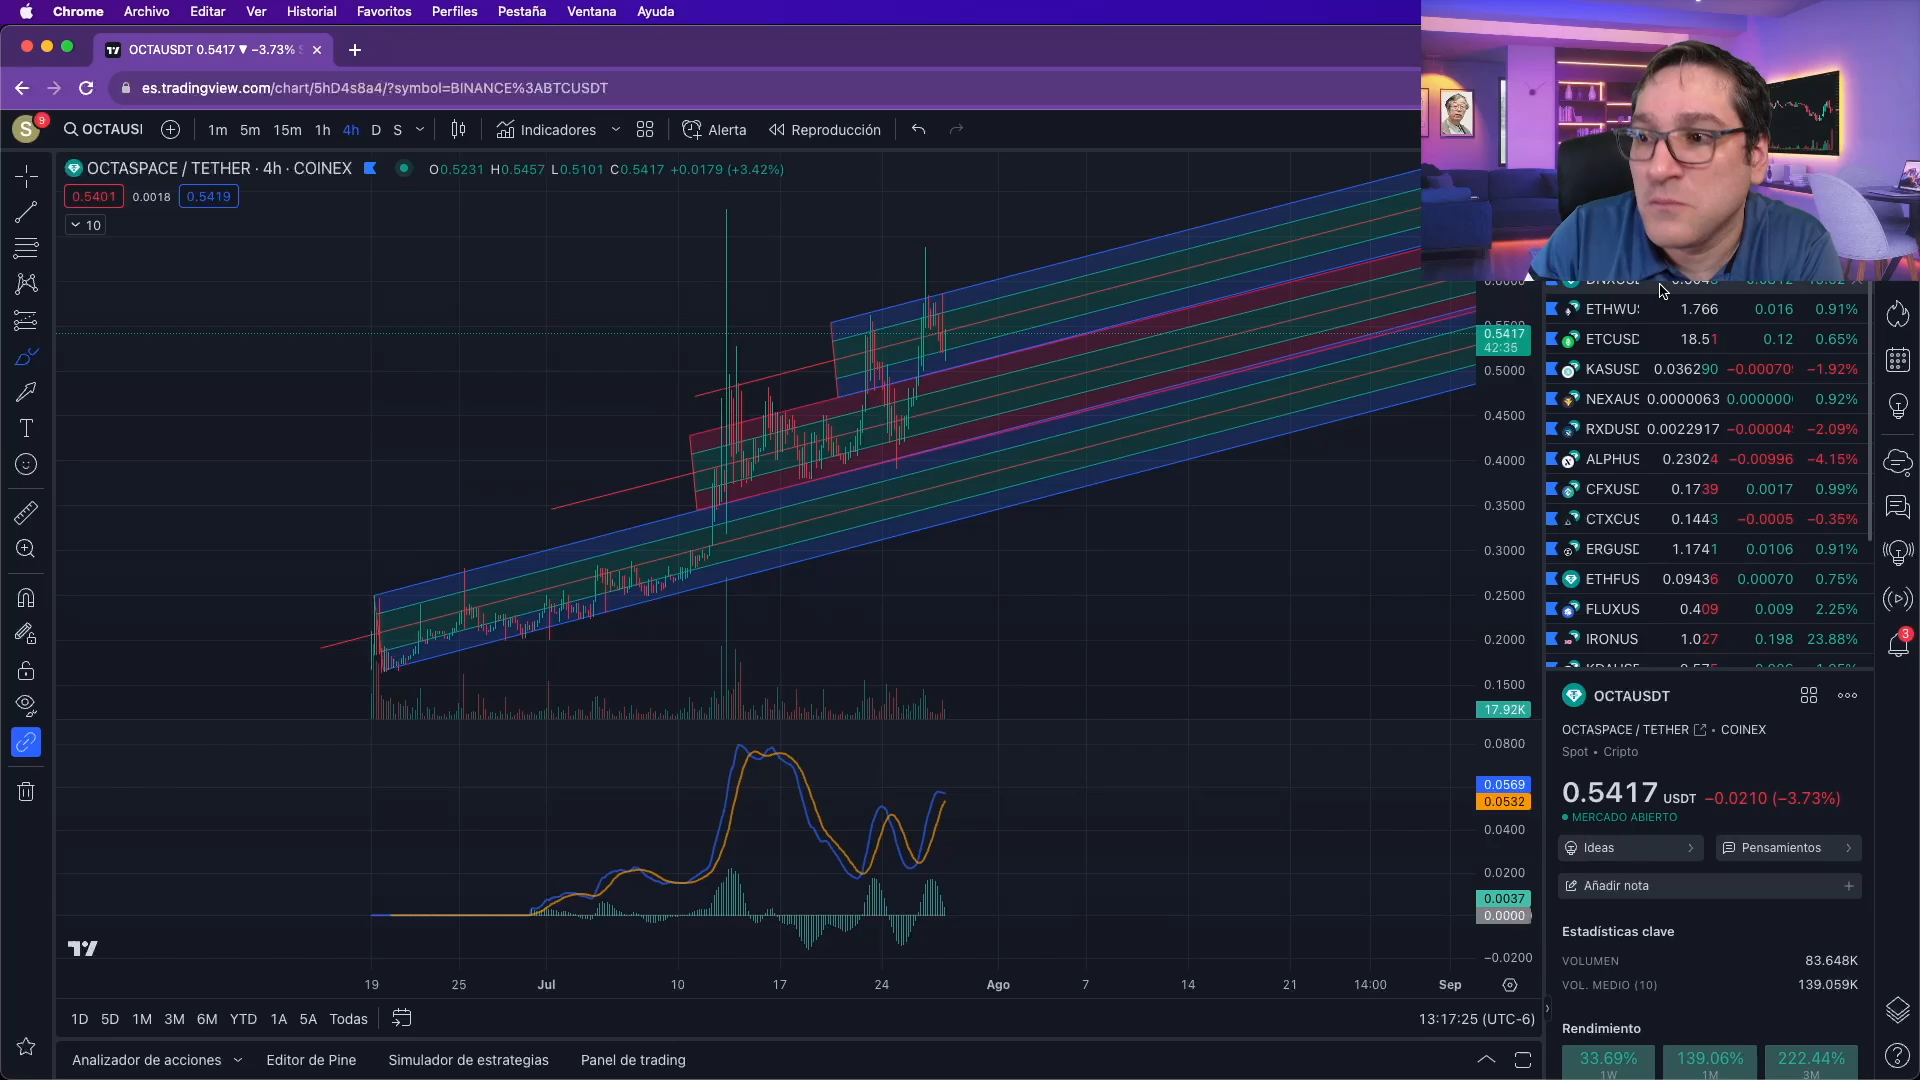 Chrome Archivo Editar Ver Historial Favoritos Perfiles Pestaña Ventana Ayuda
OCTAUSDT 0.5417 ▼ −3.73%
es.tradingview.com/chart/5hD4s8a4/?symbol=BINANCE%3ABTCUSDT
S 9 OCTAUSI 1m 5m 15m 1h 4h D S Indicadores Alerta Reproducción
OCTASPACE / TETHER · 4h · COINEX O0.5231 H0.5457 L0.5101 C0.5417 +0.0179 (+3.42%)
0.5401 0.0018 0.5419
10
0.5417
42:35
0.5000
0.4500
0.4000
0.3500
0.3000
0.2500
0.2000
0.1500
17.92K
0.0800
0.0569
0.0532
0.0400
0.0200
0.0037
0.0000
−0.0200
19 25 Jul 10 17 24 Ago 7 14 21 14:00 Sep
1D 5D 1M 3M 6M YTD 1A 5A Todas 13:17:25 (UTC-6)
Analizador de acciones Editor de Pine Simulador de estrategias Panel de trading
ETHWU 1.766 0.016 0.91%
ETCUSD 18.51 0.12 0.65%
KASUSD 0.036290 −0.00070 −1.92%
NEXAUS 0.0000063 0.000000 0.92%
RXDUSD 0.0022917 −0.00004 −2.09%
ALPHUS 0.23024 −0.00996 −4.15%
CFXUSD 0.1739 0.0017 0.99%
CTXCUS 0.1443 −0.0005 −0.35%
ERGUSD 1.1741 0.0106 0.91%
ETHFUS 0.09436 0.00070 0.75%
FLUXUS 0.409 0.009 2.25%
IRONUS 1.027 0.198 23.88%
3
OCTAUSDT
OCTASPACE / TETHER • COINEX
Spot • Cripto
0.5417 USDT −0.0210 (−3.73%)
MERCADO ABIERTO
Ideas Pensamientos
Añadir nota
Estadísticas clave
VOLUMEN 83.648K
VOL. MEDIO (10) 139.059K
Rendimiento
33.69% 139.06% 222.44%
1W 1M 3M